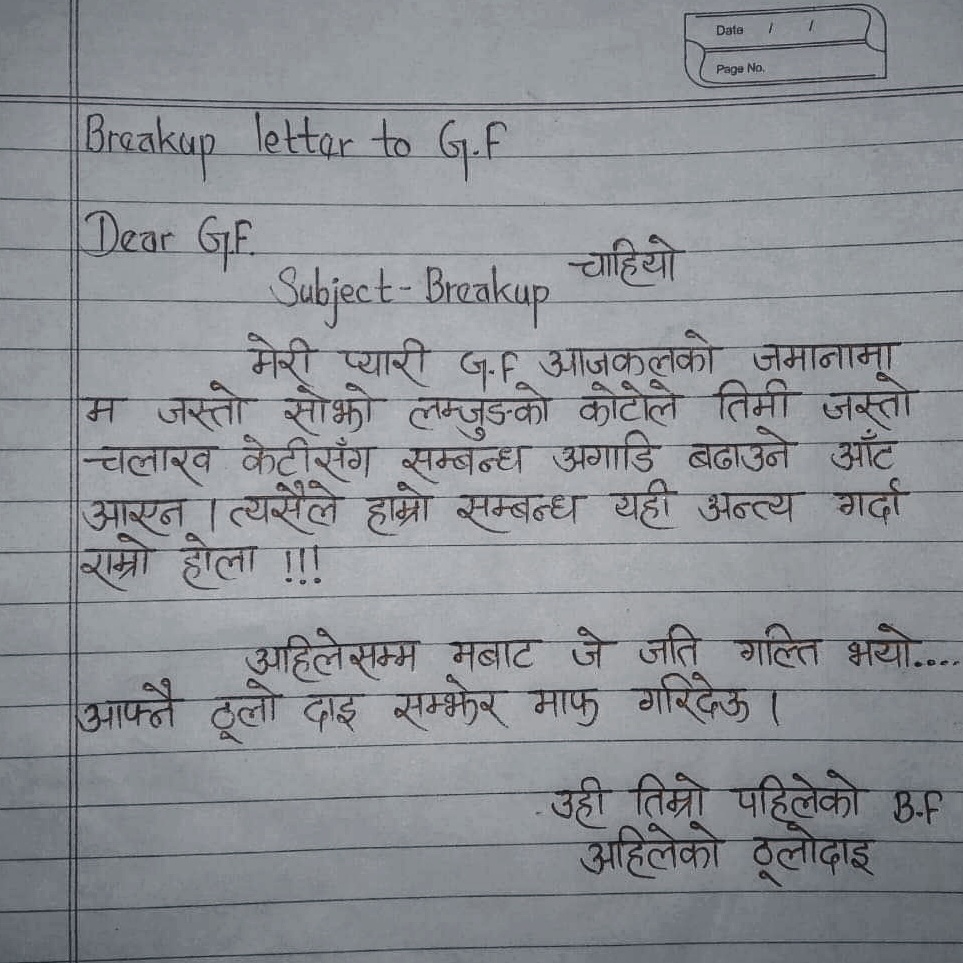 Date / /
Page No.
Breakup letter to G.F
Dear G.F.
Subject - Breakup चाहियो
मेरी प्यारी G.F आजकलको जमानामा
म जस्तो सोझो लम्जुङको कोटोले तिमी जस्तो
चलाख केटीसँग सम्बन्ध अगाडि बढाउने आँट
आएन । त्यसैले हाम्रो सम्बन्ध यही अन्त्य गर्दा
राम्रो होला !!!
अहिलेसम्म मबाट जे जति गल्ति भयो....
आफ्नै ठूलो दाइ सम्झेर माफ गरिदेऊ ।
उही तिम्रो पहिलेको B.F
अहिलेको ठूलोदाइ